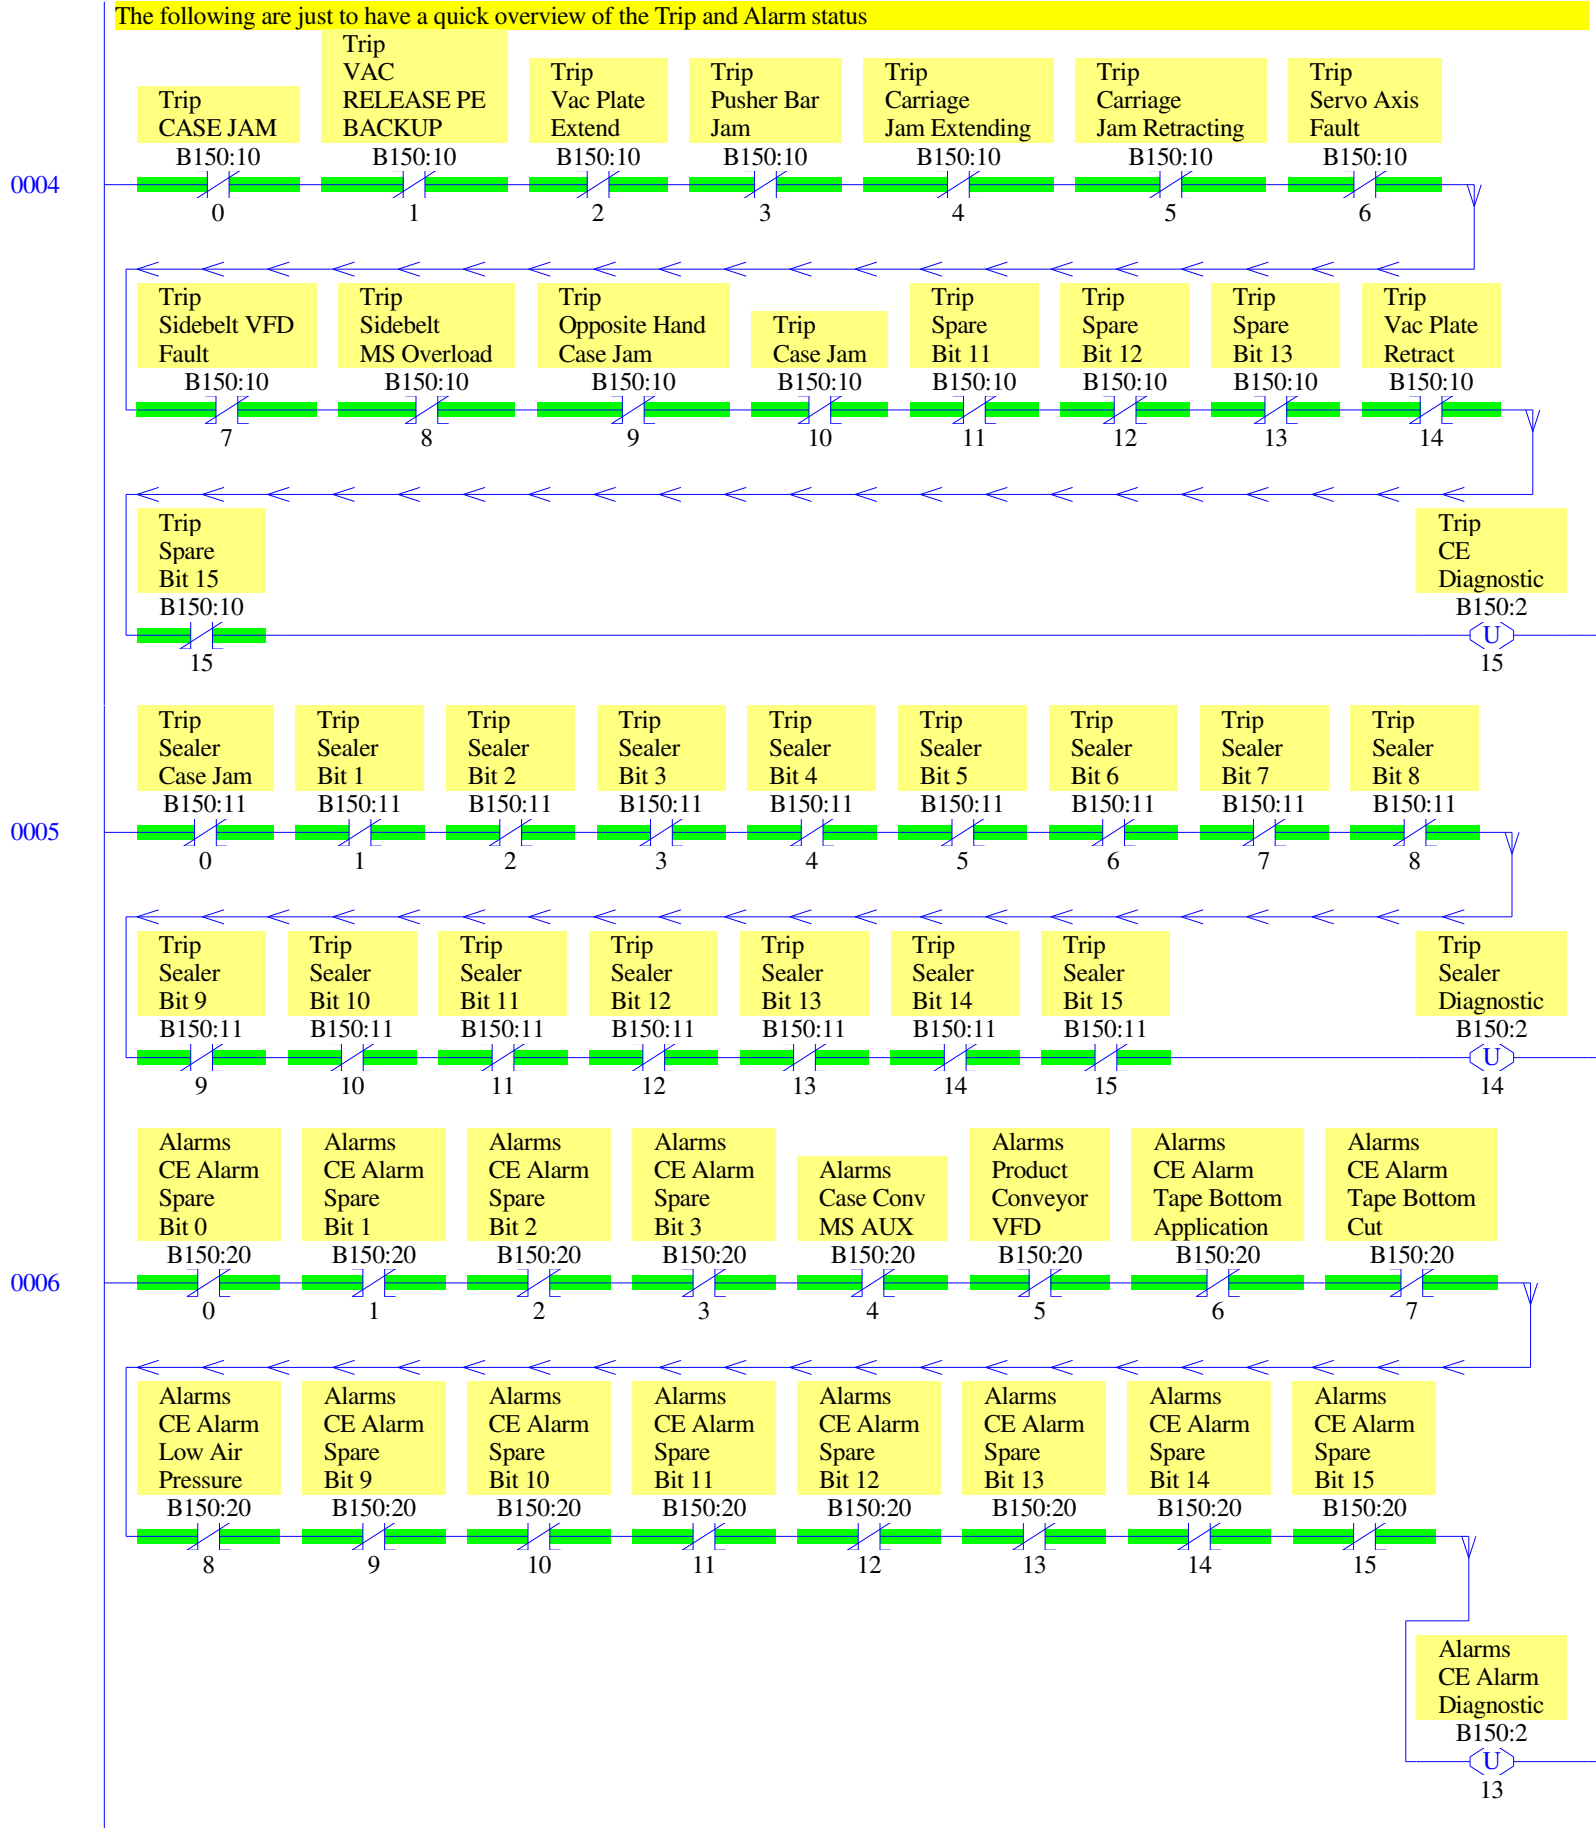 The following are just to have a quick overview of the Trip and Alarm status
Trip
CASE JAM
B150:10
0
Trip
VAC
RELEASE PE
BACKUP
B150:10
1
Trip
Vac Plate
Extend
B150:10
2
Trip
Pusher Bar
Jam
B150:10
3
Trip
Carriage
Jam Extending
B150:10
4
Trip
Carriage
Jam Retracting
B150:10
5
Trip
Servo Axis
Fault
B150:10
6
0004
Trip
Sidebelt VFD
Fault
B150:10
7
Trip
Sidebelt
MS Overload
B150:10
8
Trip
Opposite Hand
Case Jam
B150:10
9
Trip
Case Jam
B150:10
10
Trip
Spare
Bit 11
B150:10
11
Trip
Spare
Bit 12
B150:10
12
Trip
Spare
Bit 13
B150:10
13
Trip
Vac Plate
Retract
B150:10
14
Trip
Spare
Bit 15
B150:10
15
Trip
CE
Diagnostic
B150:2
U
15
0005
Trip
Sealer
Case Jam
B150:11
0
Trip
Sealer
Bit 1
B150:11
1
Trip
Sealer
Bit 2
B150:11
2
Trip
Sealer
Bit 3
B150:11
3
Trip
Sealer
Bit 4
B150:11
4
Trip
Sealer
Bit 5
B150:11
5
Trip
Sealer
Bit 6
B150:11
6
Trip
Sealer
Bit 7
B150:11
7
Trip
Sealer
Bit 8
B150:11
8
Trip
Sealer
Bit 9
B150:11
9
Trip
Sealer
Bit 10
B150:11
10
Trip
Sealer
Bit 11
B150:11
11
Trip
Sealer
Bit 12
B150:11
12
Trip
Sealer
Bit 13
B150:11
13
Trip
Sealer
Bit 14
B150:11
14
Trip
Sealer
Bit 15
B150:11
15
Trip
Sealer
Diagnostic
B150:2
U
14
0006
Alarms
CE Alarm
Spare
Bit 0
B150:20
0
Alarms
CE Alarm
Spare
Bit 1
B150:20
1
Alarms
CE Alarm
Spare
Bit 2
B150:20
2
Alarms
CE Alarm
Spare
Bit 3
B150:20
3
Alarms
Case Conv
MS AUX
B150:20
4
Alarms
Product
Conveyor
VFD
B150:20
5
Alarms
CE Alarm
Tape Bottom
Application
B150:20
6
Alarms
CE Alarm
Tape Bottom
Cut
B150:20
7
Alarms
CE Alarm
Low Air
Pressure
B150:20
8
Alarms
CE Alarm
Spare
Bit 9
B150:20
9
Alarms
CE Alarm
Spare
Bit 10
B150:20
10
Alarms
CE Alarm
Spare
Bit 11
B150:20
11
Alarms
CE Alarm
Spare
Bit 12
B150:20
12
Alarms
CE Alarm
Spare
Bit 13
B150:20
13
Alarms
CE Alarm
Spare
Bit 14
B150:20
14
Alarms
CE Alarm
Spare
Bit 15
B150:20
15
Alarms
CE Alarm
Diagnostic
B150:2
U
13